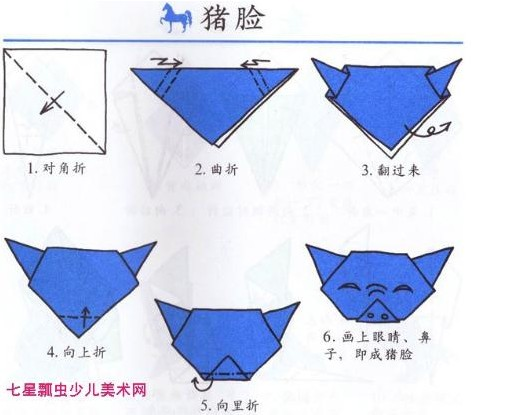 猪脸
1. 对角折
2. 曲折
3. 翻过来
4. 向上折
5. 向里折
6. 画上眼睛、鼻
子，即成猪脸
七星瓢虫少儿美术网